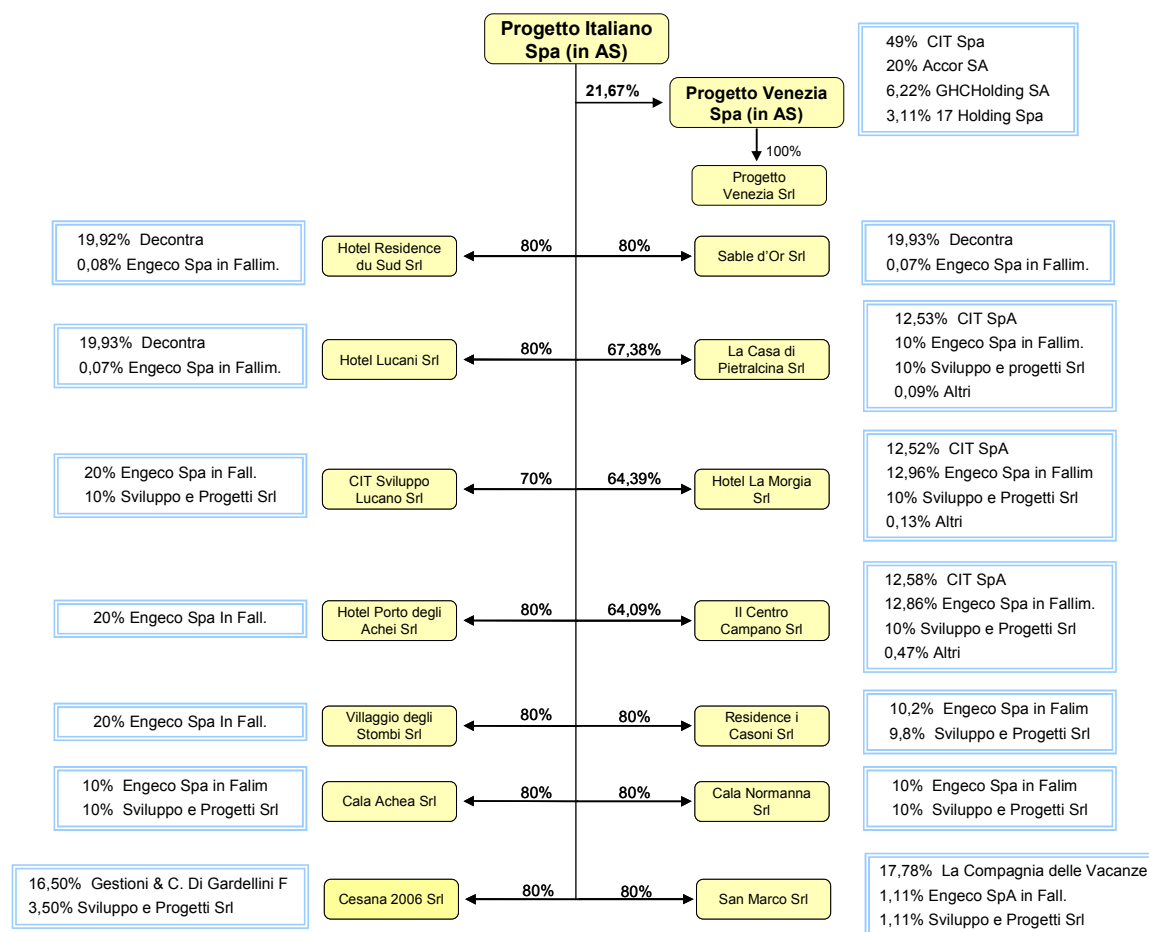 Progetto Italiano
Spa (in AS)
49% CIT Spa
20% Accor SA
6,22% GHCHolding SA
3,11% 17 Holding Spa
21,67%
Progetto Venezia
Spa (in AS)
100%
Progetto
Venezia Srl
19,92% Decontra
0,08% Engeco Spa in Fallim.
Hotel Residence
du Sud Srl
80%
80%
Sable d'Or Srl
19,93% Decontra
0,07% Engeco Spa in Fallim.
19,93% Decontra
0,07% Engeco Spa in Fallim.
Hotel Lucani Srl
80%
67,38%
La Casa di
Pietralcina Srl
12,53% CIT SpA
10% Engeco Spa in Fallim.
10% Sviluppo e progetti Srl
0,09% Altri
20% Engeco Spa in Fall.
10% Sviluppo e Progetti Srl
CIT Sviluppo
Lucano Srl
70%
64,39%
Hotel La Morgia
Srl
12,52% CIT SpA
12,96% Engeco Spa in Fallim
10% Sviluppo e Progetti Srl
0,13% Altri
20% Engeco Spa In Fall.
Hotel Porto degli
Achei Srl
80%
64,09%
Il Centro
Campano Srl
12,58% CIT SpA
12,86% Engeco Spa in Fallim.
10% Sviluppo e Progetti Srl
0,47% Altri
20% Engeco Spa In Fall.
Villaggio degli
Stombi Srl
80%
80%
Residence i
Casoni Srl
10,2% Engeco Spa in Falim
9,8% Sviluppo e Progetti Srl
10% Engeco Spa in Falim
10% Sviluppo e Progetti Srl
Cala Achea Srl
80%
80%
Cala Normanna
Srl
10% Engeco Spa in Falim
10% Sviluppo e Progetti Srl
16,50% Gestioni & C. Di Gardellini F
3,50% Sviluppo e Progetti Srl
Cesana 2006 Srl
80%
80%
San Marco Srl
17,78% La Compagnia delle Vacanze
1,11% Engeco SpA in Fall.
1,11% Sviluppo e Progetti Srl